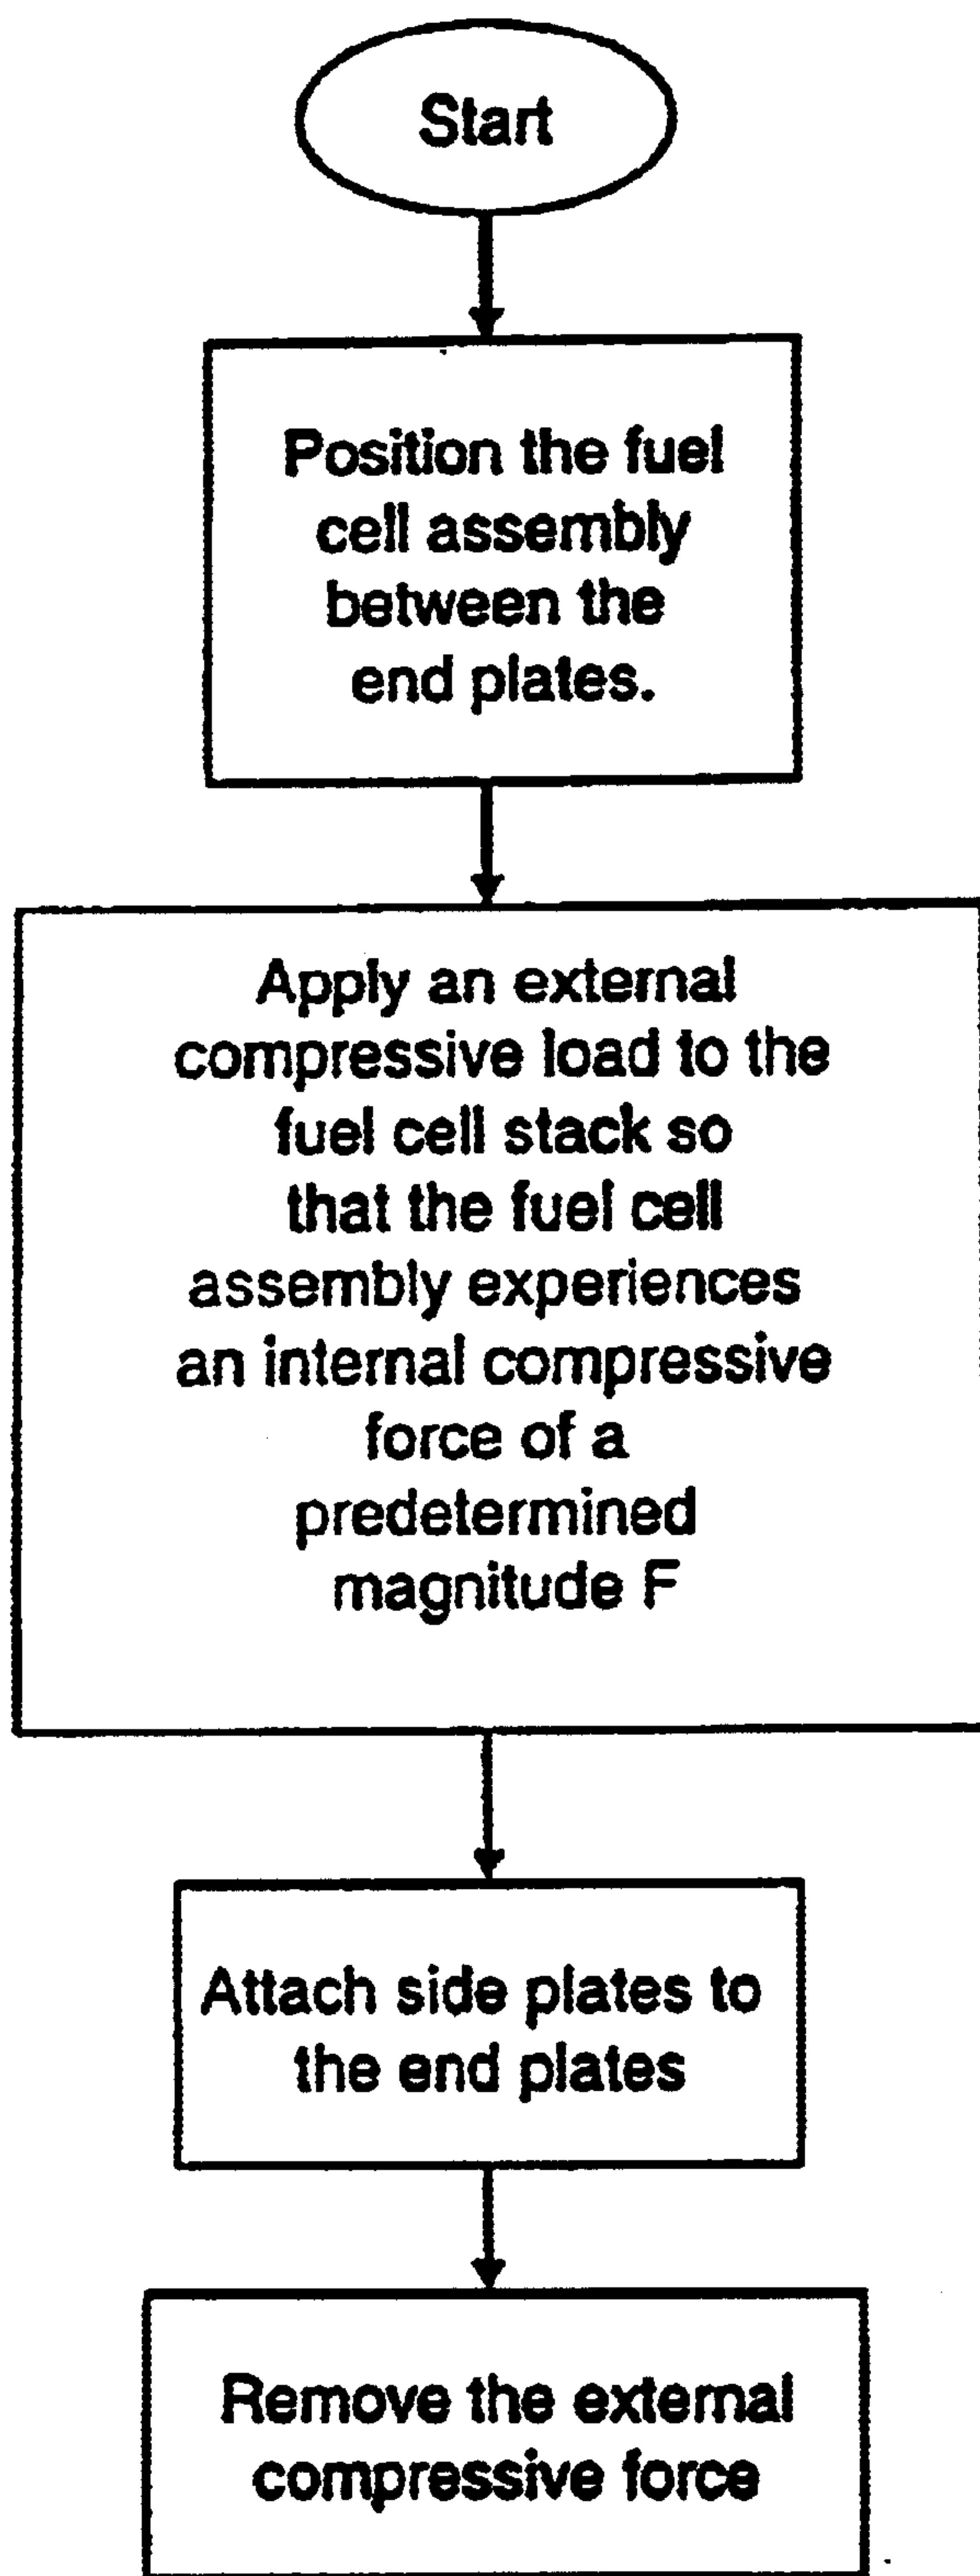 Start
Position the fuel
cell assembly
between the
end plates.
Apply an external
compressive load to the
fuel cell stack so
that the fuel cell
assembly experiences
an internal compressive
force of a
predetermined
magnitude F
Attach side plates to
the end plates
Remove the external
compressive force